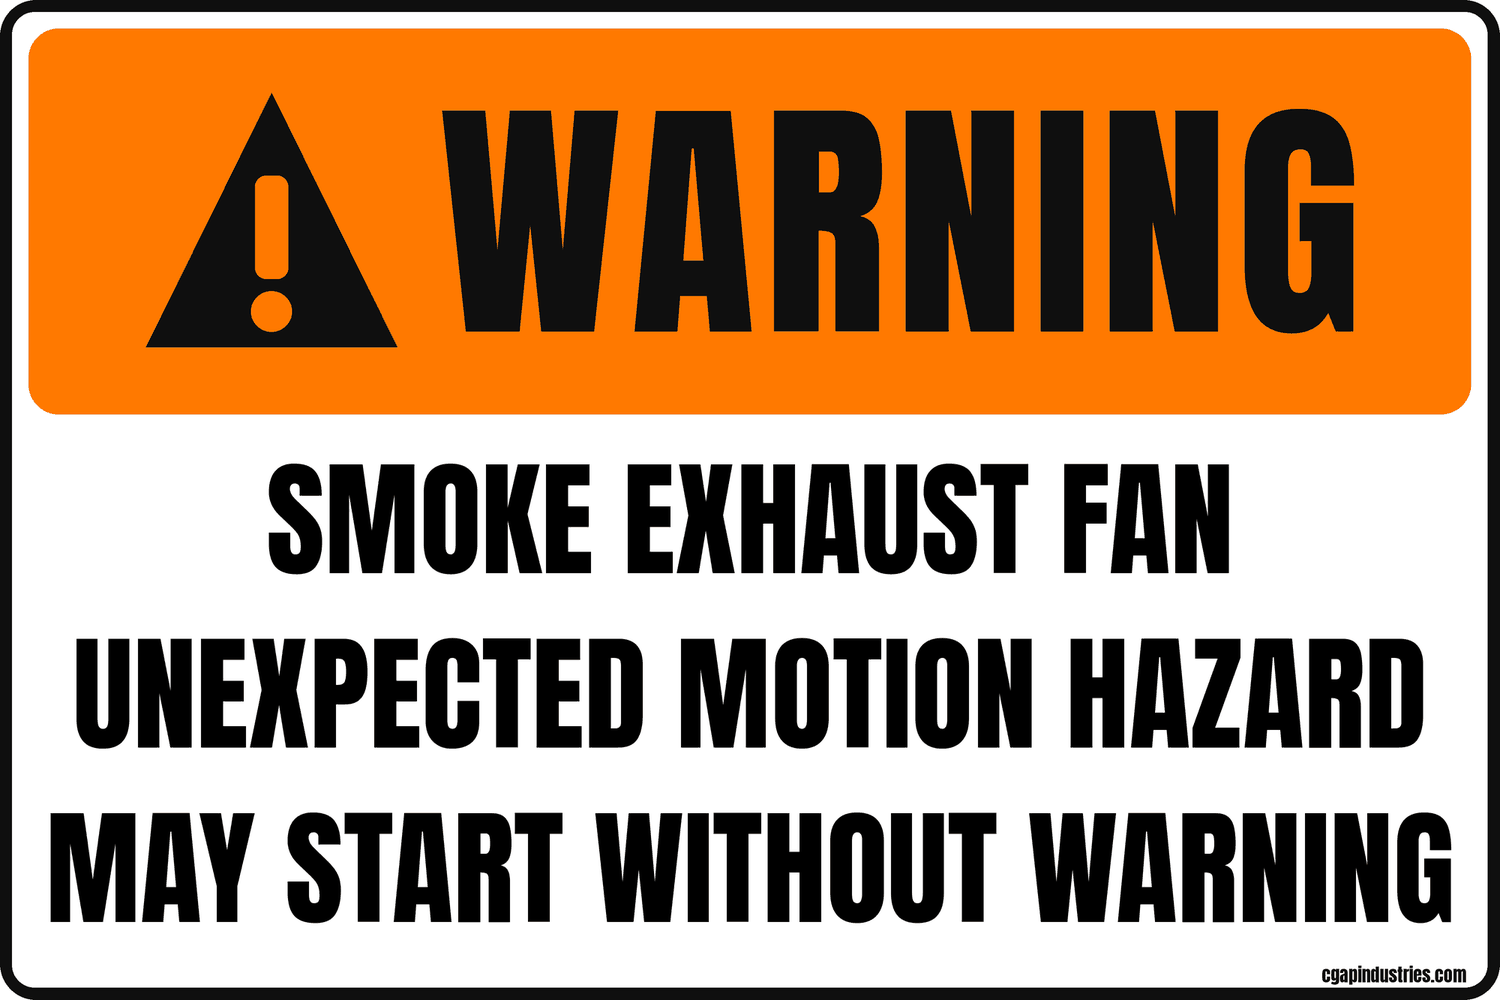 WARNING
SMOKE EXHAUST FAN
UNEXPECTED MOTION HAZARD
MAY START WITHOUT WARNING
cgapindustries.com